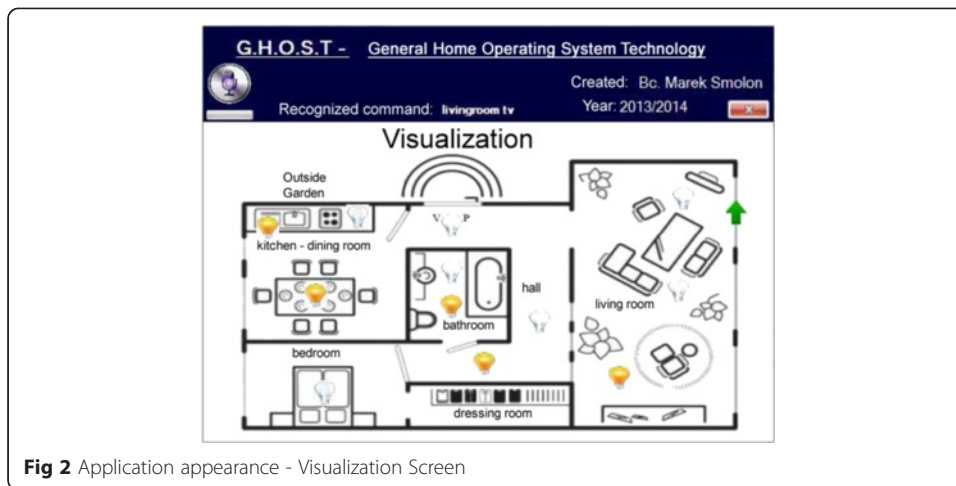 G.H.O.S.T - General Home Operating System Technology
Created: Bc. Marek Smolon
Recognized command: livingroom tv
Year: 2013/2014
x
Visualization
Outside
Garden
V P
kitchen - dining room
hall
living room
bathroom
bedroom
dressing room
Fig 2 Application appearance - Visualization Screen